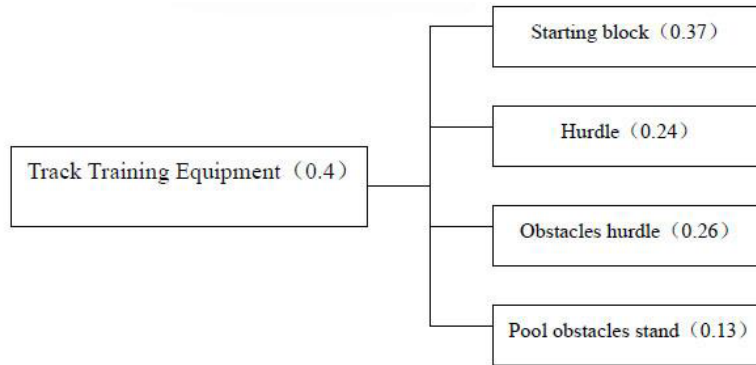 Starting block（0.37）
Hurdle（0.24）
Track Training Equipment（0.4）
Obstacles hurdle（0.26）
Pool obstacles stand（0.13）